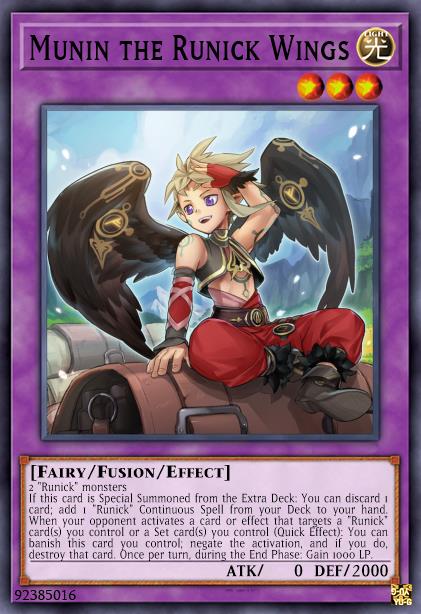 MUNIN THE RUNICK WINGS
LIGHT
光
[FAIRY/FUSION/EFFECT]
2 "Runick" monsters
If this card is Special Summoned from the Extra Deck: You can discard 1
card; add 1 "Runick" Continuous Spell from your Deck to your hand.
When your opponent activates a card or effect that targets a "Runick"
card(s) you control or a Set card(s) you control (Quick Effect): You can
banish this card you control; negate the activation, and if you do,
destroy that card. Once per turn, during the End Phase: Gain 1000 LP.
ATK/ 0 DEF/2000
92385016